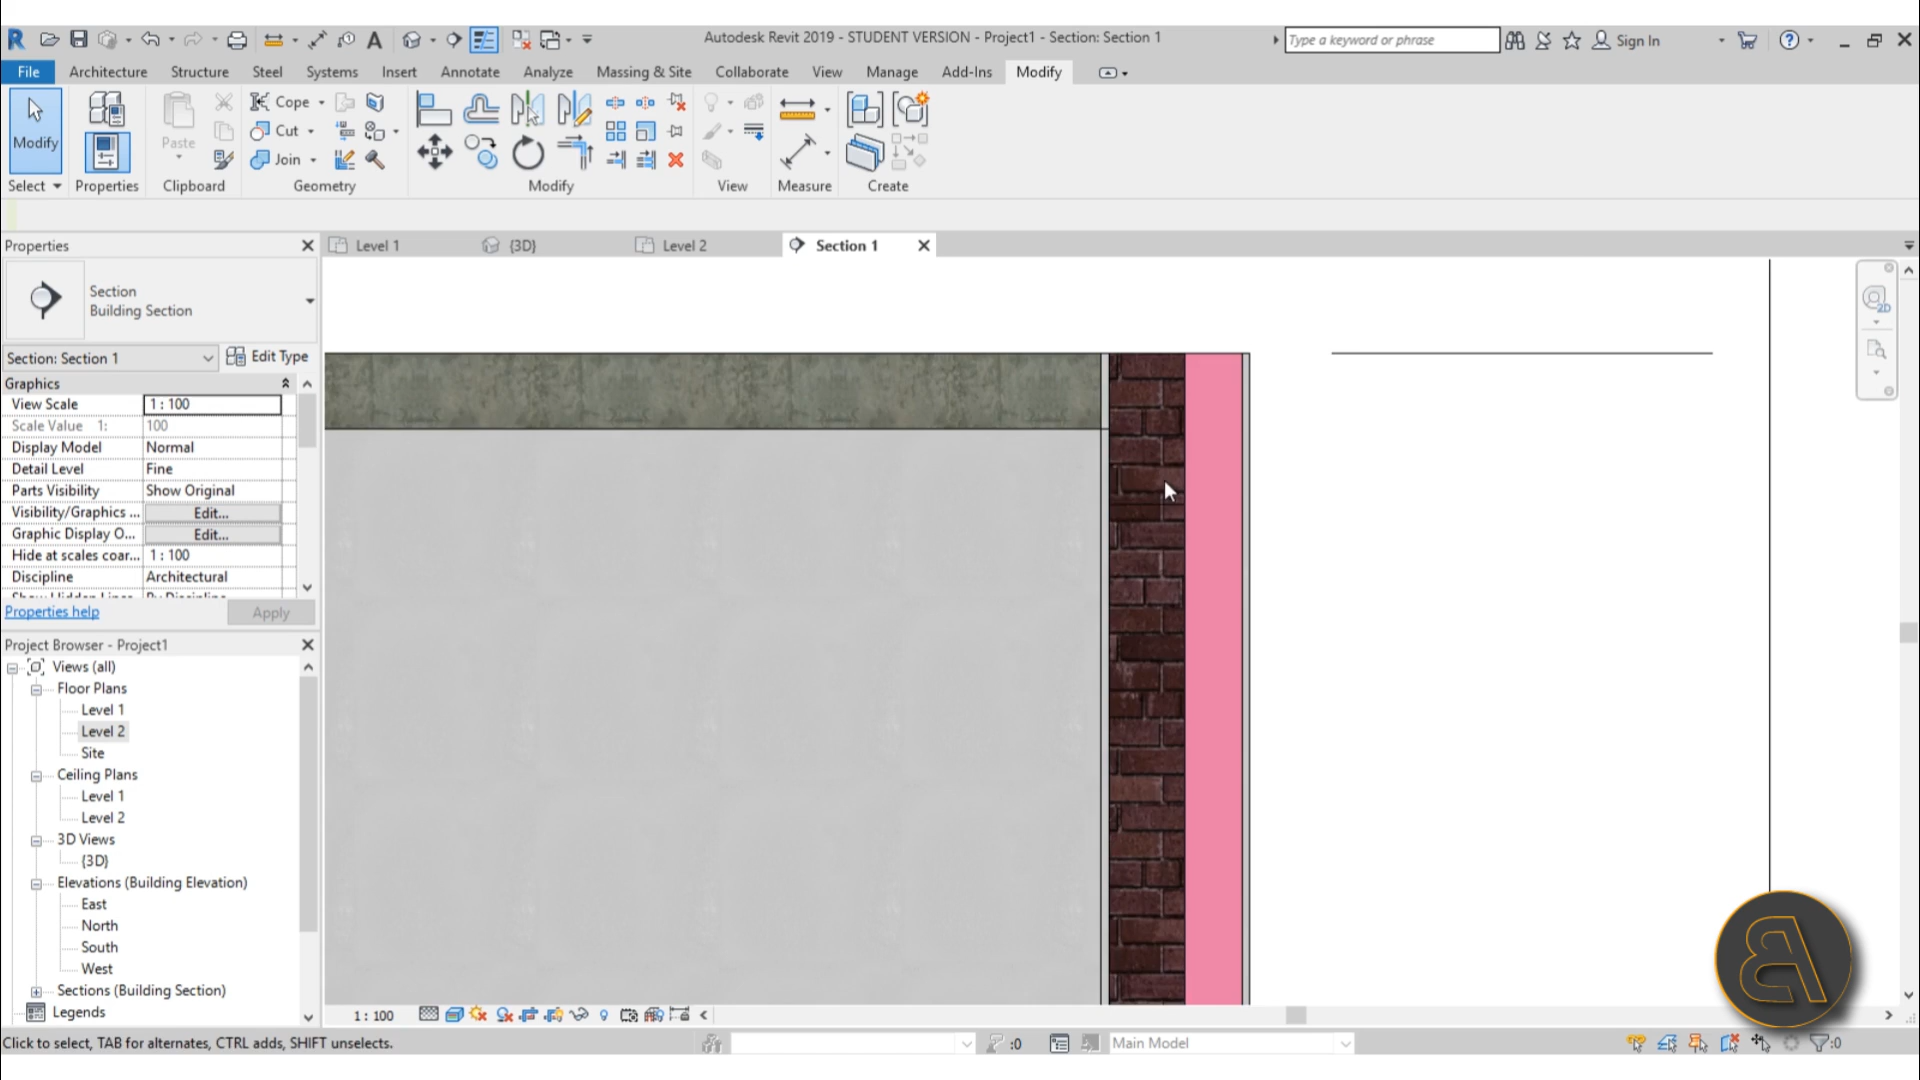 Autodesk Revit 2019 - STUDENT VERSION - Project1 - Section: Section 1
Type a keyword or phrase
Sign In
File Architecture Structure Steel Systems Insert Annotate Analyze Massing & Site Collaborate View Manage Add-Ins Modify
Modify
Paste
Cope
Cut
Join
Select Properties Clipboard Geometry Modify View Measure Create
Properties
Level 1 {3D} Level 2 Section 1
Section
Building Section
Section: Section 1 Edit Type
Graphics
View Scale 1 : 100
Scale Value 1: 100
Display Model Normal
Detail Level Fine
Parts Visibility Show Original
Visibility/Graphics ... Edit...
Graphic Display O... Edit...
Hide at scales coar... 1 : 100
Discipline Architectural
Show Hidden Lines By Discipline
Properties help Apply
Project Browser - Project1
Views (all)
Floor Plans
Level 1
Level 2
Site
Ceiling Plans
Level 1
Level 2
3D Views
{3D}
Elevations (Building Elevation)
East
North
South
West
Sections (Building Section)
Legends
1 : 100
2D
Click to select, TAB for alternates, CTRL adds, SHIFT unselects.
:0
Main Model
:0